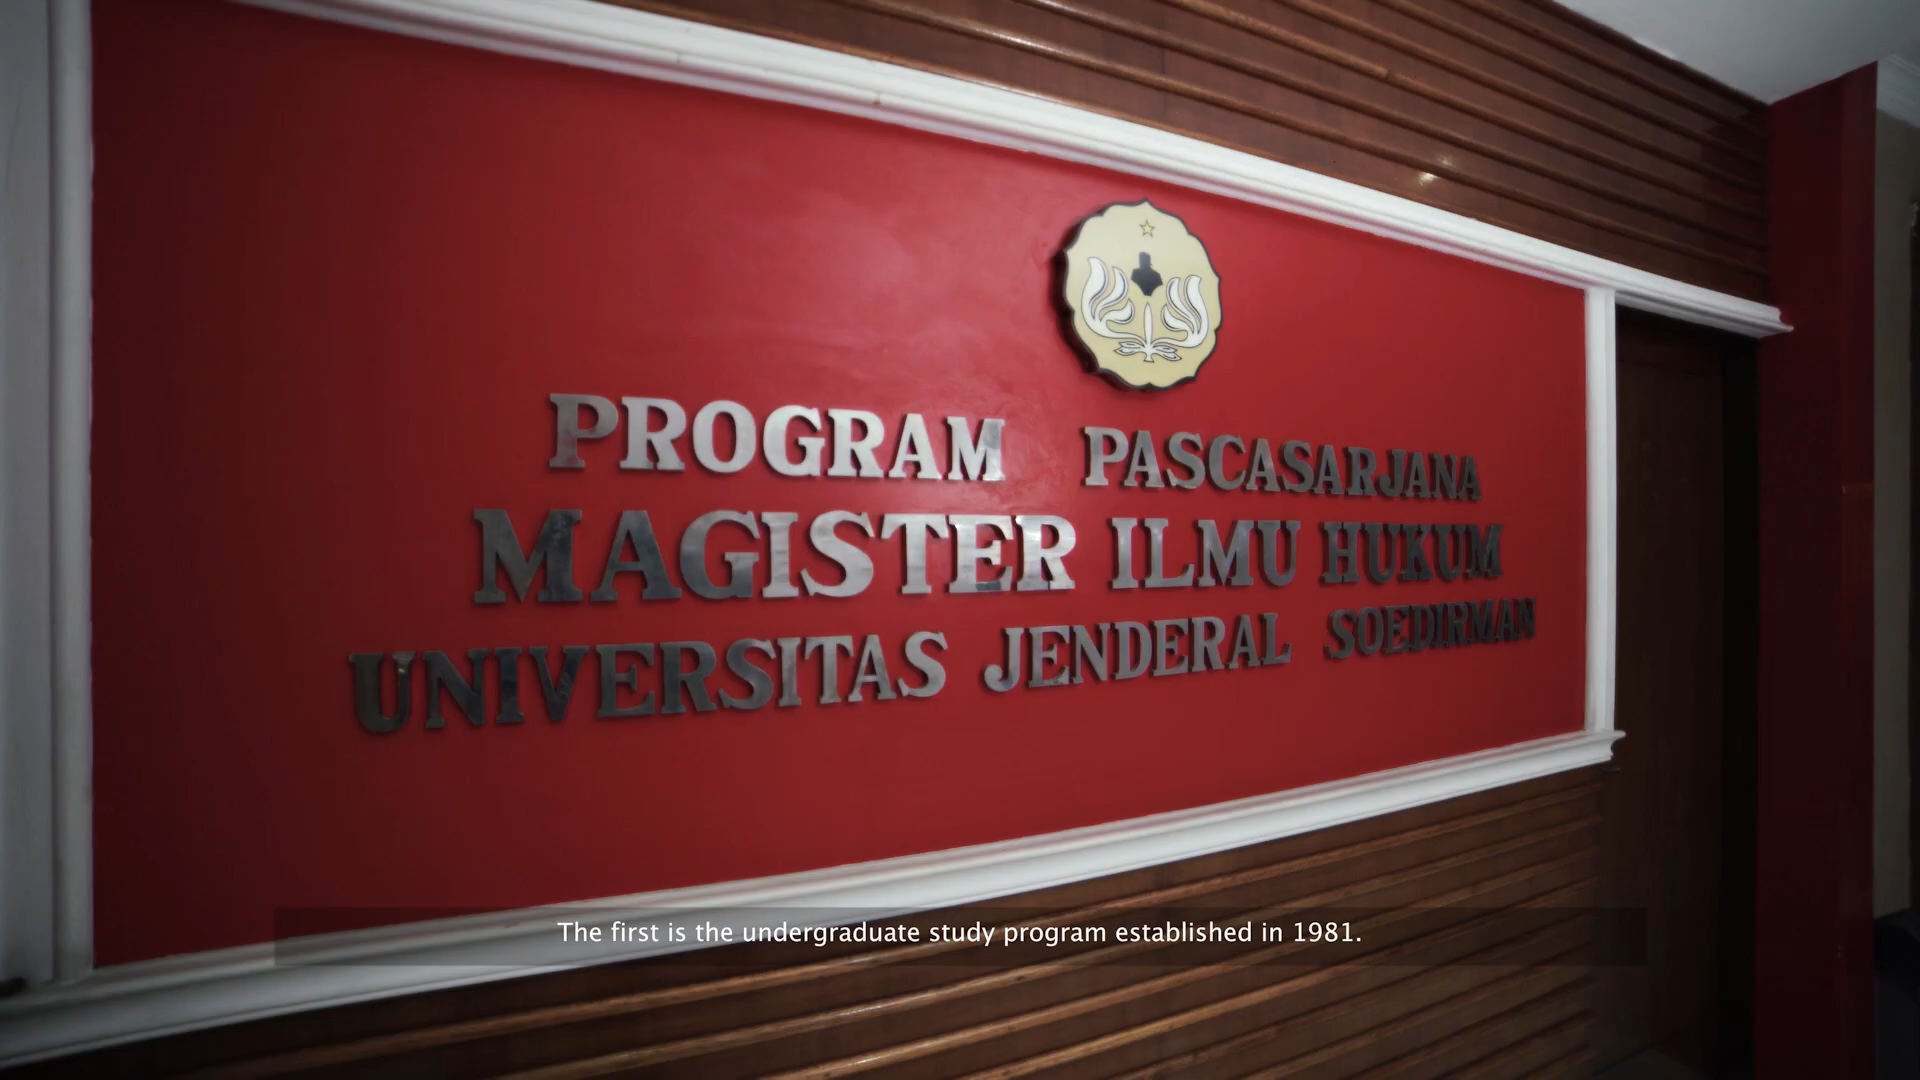 PROGRAM PASCASARJANA
MAGISTER ILMU HUKUM
UNIVERSITAS JENDERAL SOEDIRMAN
The first is the undergraduate study program established in 1981.